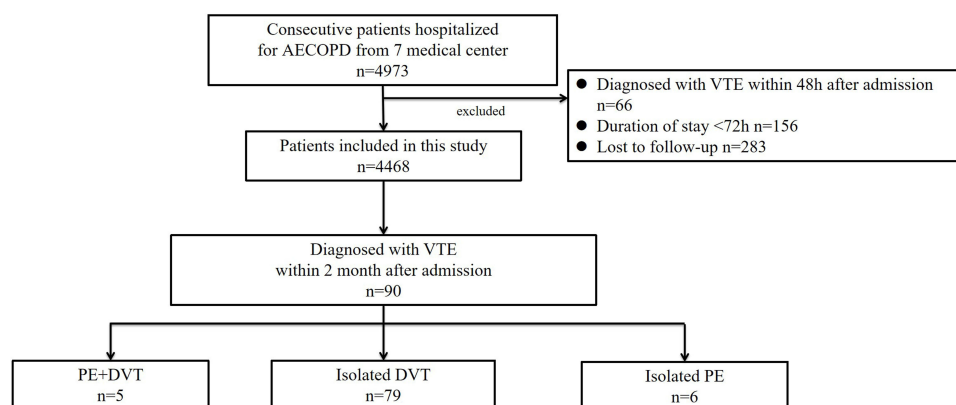 Consecutive patients hospitalized
for AECOPD from 7 medical center
n=4973
● Diagnosed with VTE within 48h after admission
n=66
● Duration of stay <72h n=156
● Lost to follow-up n=283
excluded
Patients included in this study
n=4468
Diagnosed with VTE
within 2 month after admission
n=90
PE+DVT
n=5
Isolated DVT
n=79
Isolated PE
n=6